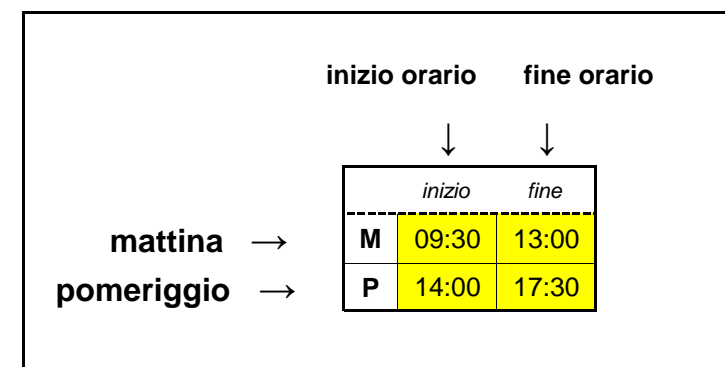 inizio orario fine orario
↓ ↓
inizio fine
mattina → M 09:30 13:00
pomeriggio → P 14:00 17:30